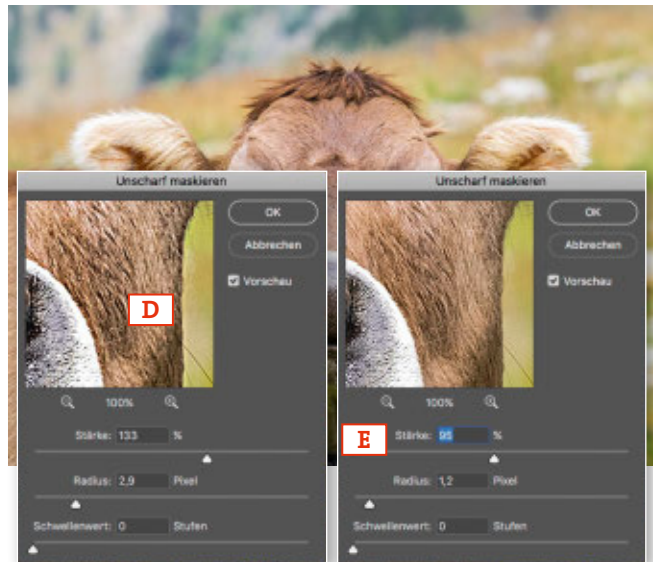 Unscharf maskieren
OK
Abbrechen
Vorschau
D
100%
Stärke: 133 %
Radius: 2,9 Pixel
Schwellenwert: 0 Stufen
Unscharf maskieren
OK
Abbrechen
Vorschau
100%
E
Stärke: 95 %
Radius: 1,2 Pixel
Schwellenwert: 0 Stufen